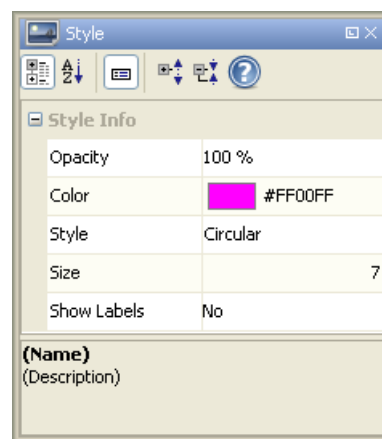 Style
Style Info
Opacity 100 %
Color #FF00FF
Style Circular
Size 7
Show Labels No
(Name)
(Description)